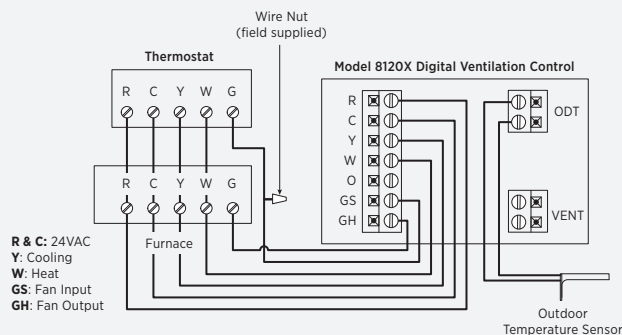 Wire Nut
(field supplied)
Thermostat
Model 8120X Digital Ventilation Control
R C Y W G
R
C
Y
W
O
GS
GH
ODT
VENT
R C Y W G
Furnace
R & C: 24VAC
Y: Cooling
W: Heat
GS: Fan Input
GH: Fan Output
Outdoor
Temperature Sensor